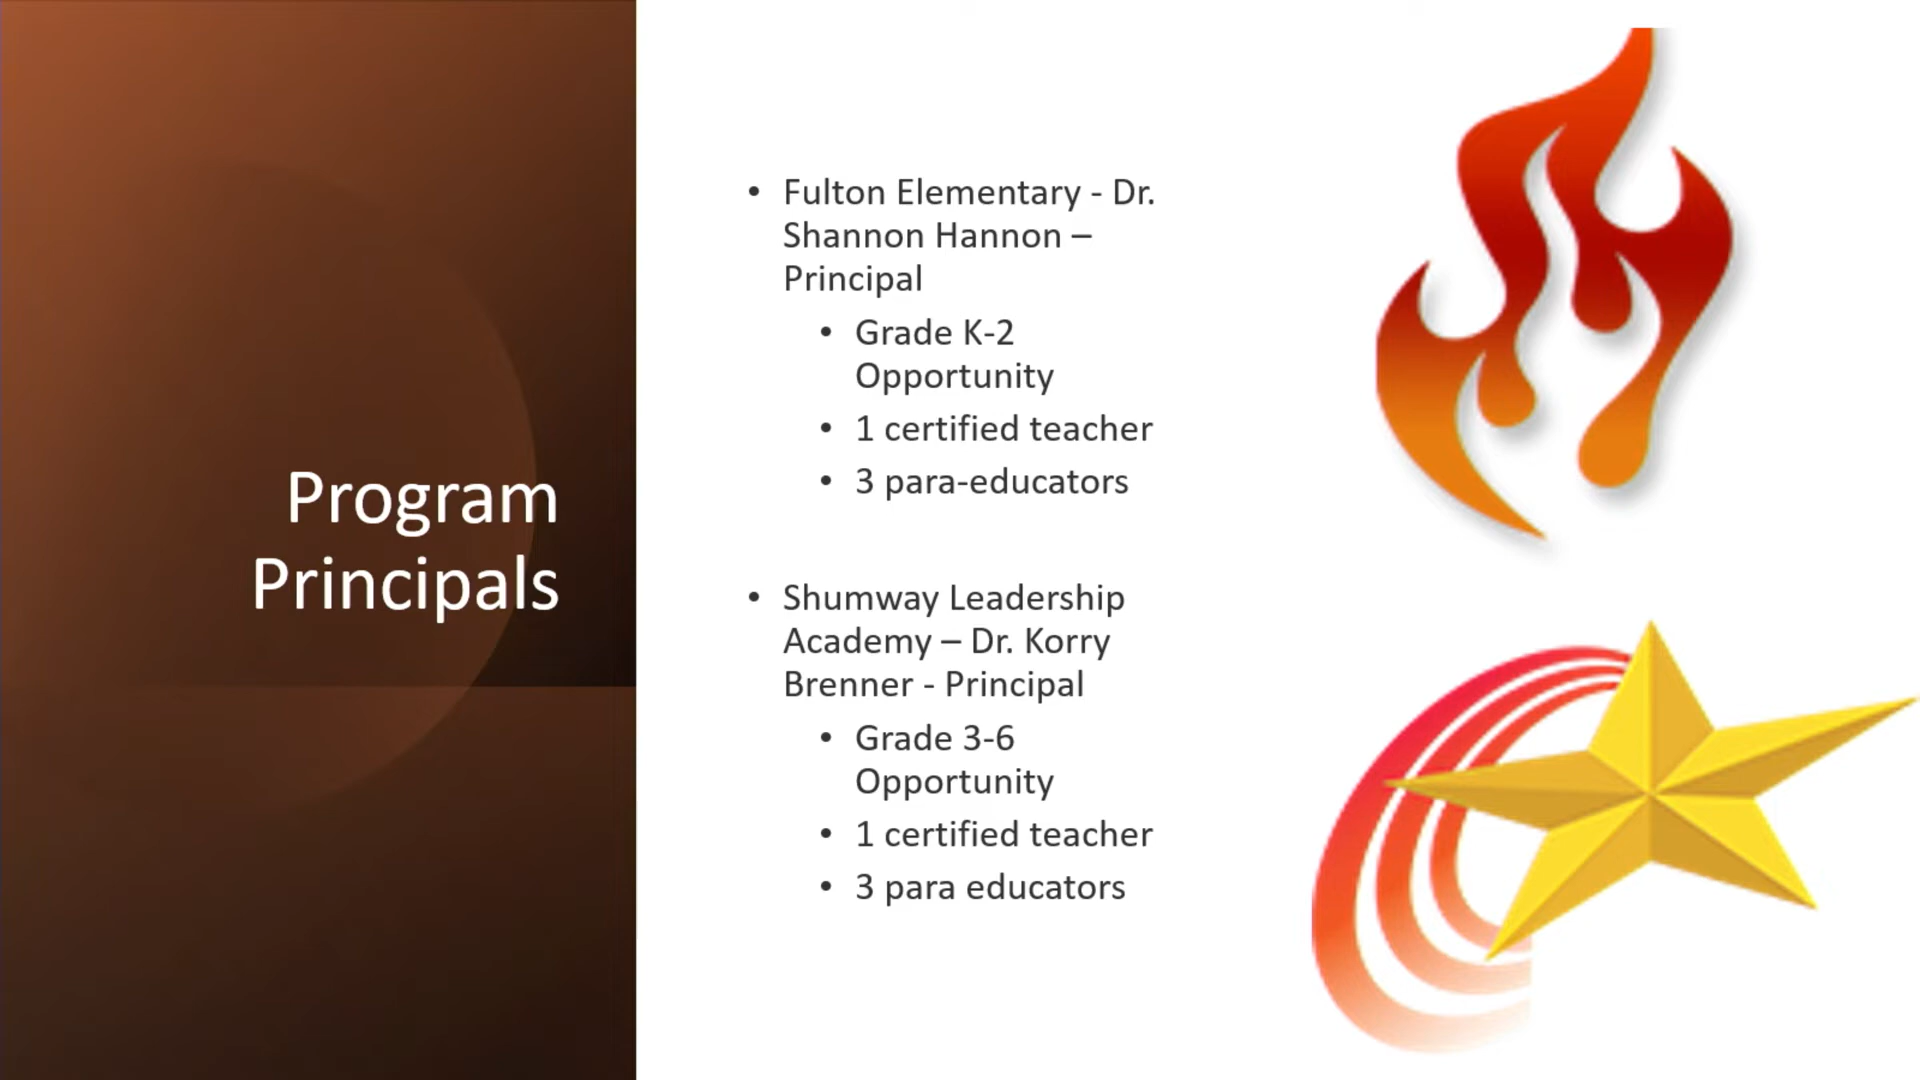 Program
Principals
• Fulton Elementary - Dr.
Shannon Hannon –
Principal
• Grade K-2
Opportunity
• 1 certified teacher
• 3 para-educators
• Shumway Leadership
Academy – Dr. Korry
Brenner - Principal
• Grade 3-6
Opportunity
• 1 certified teacher
• 3 para educators